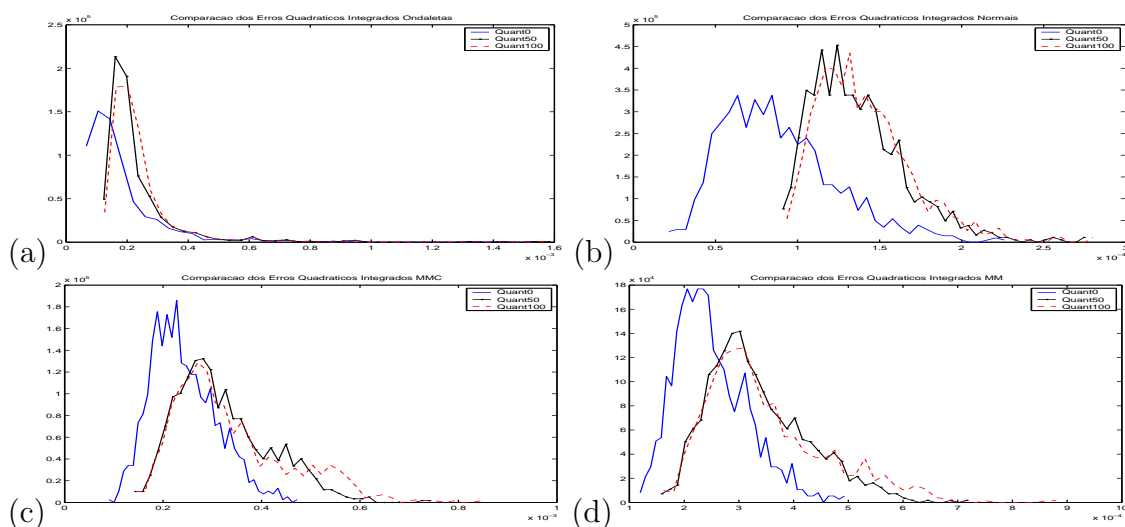 Comparacao dos Erros Quadraticos Integrados Ondaletas
x 10⁵
2.5
2
1.5
1
0.5
0
0 0.2 0.4 0.6 0.8 1 1.2 1.4 1.6
x 10⁻³
Quant0
Quant50
Quant100
(a)
Comparacao dos Erros Quadraticos Integrados Normais
5
4.5
4
3.5
3
2.5
2
1.5
1
0.5
0
0 0.5 1 1.5 2 2.5
x 10⁻⁴
Quant0
Quant50
Quant100
(b)
Comparacao dos Erros Quadraticos Integrados MMC
2
1.8
1.6
1.4
1.2
1
0.8
0.6
0.4
0.2
0
0 0.2 0.4 0.6 0.8 1
x 10⁻³
Quant0
Quant50
Quant100
(c)
Comparacao dos Erros Quadraticos Integrados MM
x 10⁴
18
16
14
12
10
8
6
4
2
0
1 2 3 4 5 6 7 8 9 10
x 10⁻⁴
Quant0
Quant50
Quant100
(d)